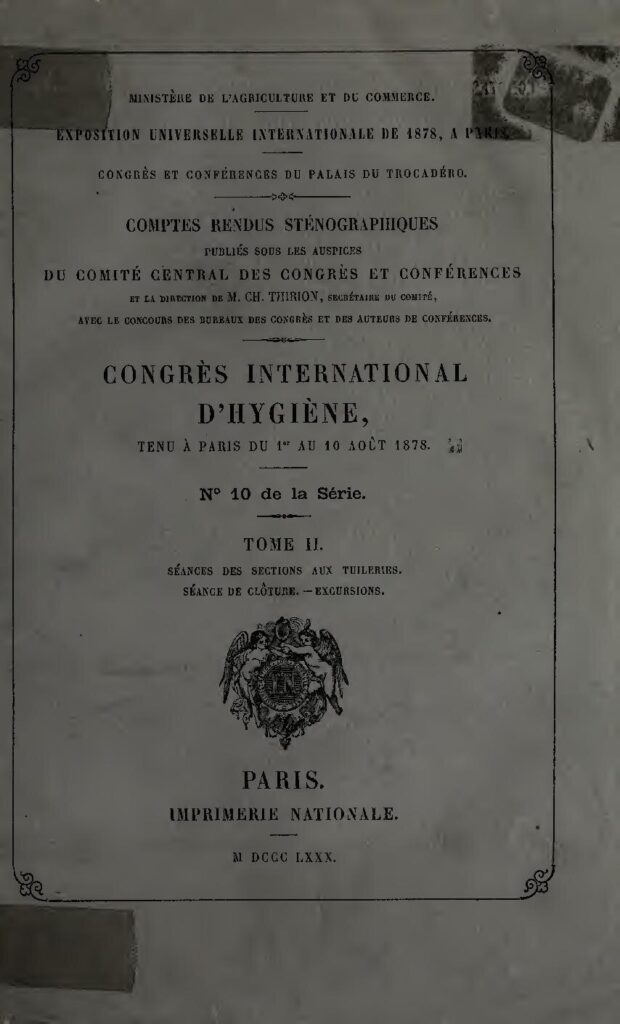 MINISTÈRE DE L'AGRICULTURE ET DU COMMERCE.
EXPOSITION UNIVERSELLE INTERNATIONALE DE 1878, A PARIS.
CONGRÈS ET CONFÉRENCES DU PALAIS DU TROCADÉRO.
COMPTES RENDUS STÉNOGRAPHIQUES
PUBLIÉS SOUS LES AUSPICES
DU COMITÉ CENTRAL DES CONGRÈS ET CONFÉRENCES
ET LA DIRECTION DE M. CH. THIRION, SECRÉTAIRE DU COMITÉ,
AVEC LE CONCOURS DES BUREAUX DES CONGRÈS ET DES AUTEURS DE CONFÉRENCES.
CONGRÈS INTERNATIONAL
D'HYGIÈNE,
TENU À PARIS DU 1er AU 10 AOÛT 1878.
N° 10 de la Série.
TOME II.
SÉANCES DES SECTIONS AUX TUILERIES.
SÉANCE DE CLÔTURE. — EXCURSIONS.
PARIS.
IMPRIMERIE NATIONALE.
M DCCC LXXX.